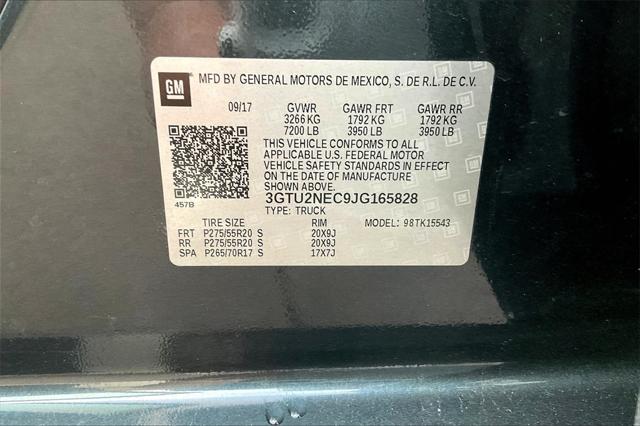 GM
MFD BY GENERAL MOTORS DE MEXICO, S. DE R.L. DE C.V.
09/17 GVWR GAWR FRT GAWR RR
3266 KG 1792 KG 1792 KG
7200 LB 3950 LB 3950 LB
THIS VEHICLE CONFORMS TO ALL
APPLICABLE U.S. FEDERAL MOTOR
VEHICLE SAFETY STANDARDS IN EFFECT
ON THE DATE OF MANUFACTURE
SHOWN ABOVE.
457B
3GTU2NEC9JG165828
TYPE: TRUCK
MODEL: 98TK15543
TIRE SIZE RIM
FRT P275/55R20 S 20X9J
RR P275/55R20 S 20X9J
SPA P265/70R17 S 17X7J